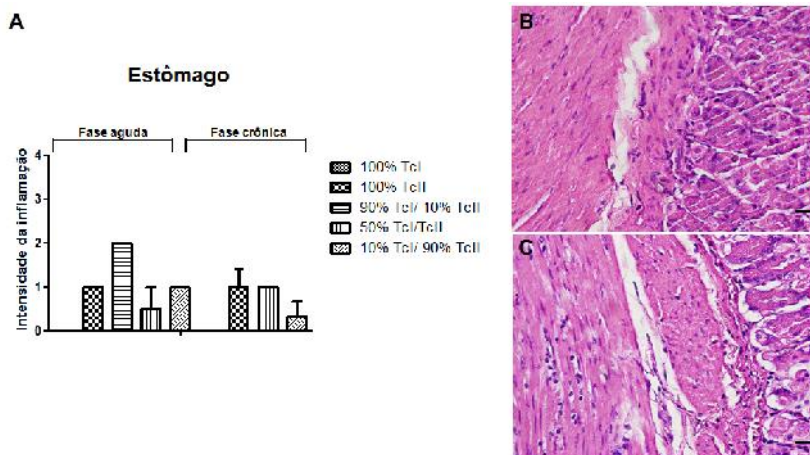 A
Estômago
Fase aguda
Fase crônica
Intensidade da inflamação
4
3
2
1
0
100% TcI
100% TcII
90% TcI/ 10% TcII
50% TcI/TcII
10% TcI/ 90% TcII
B
C